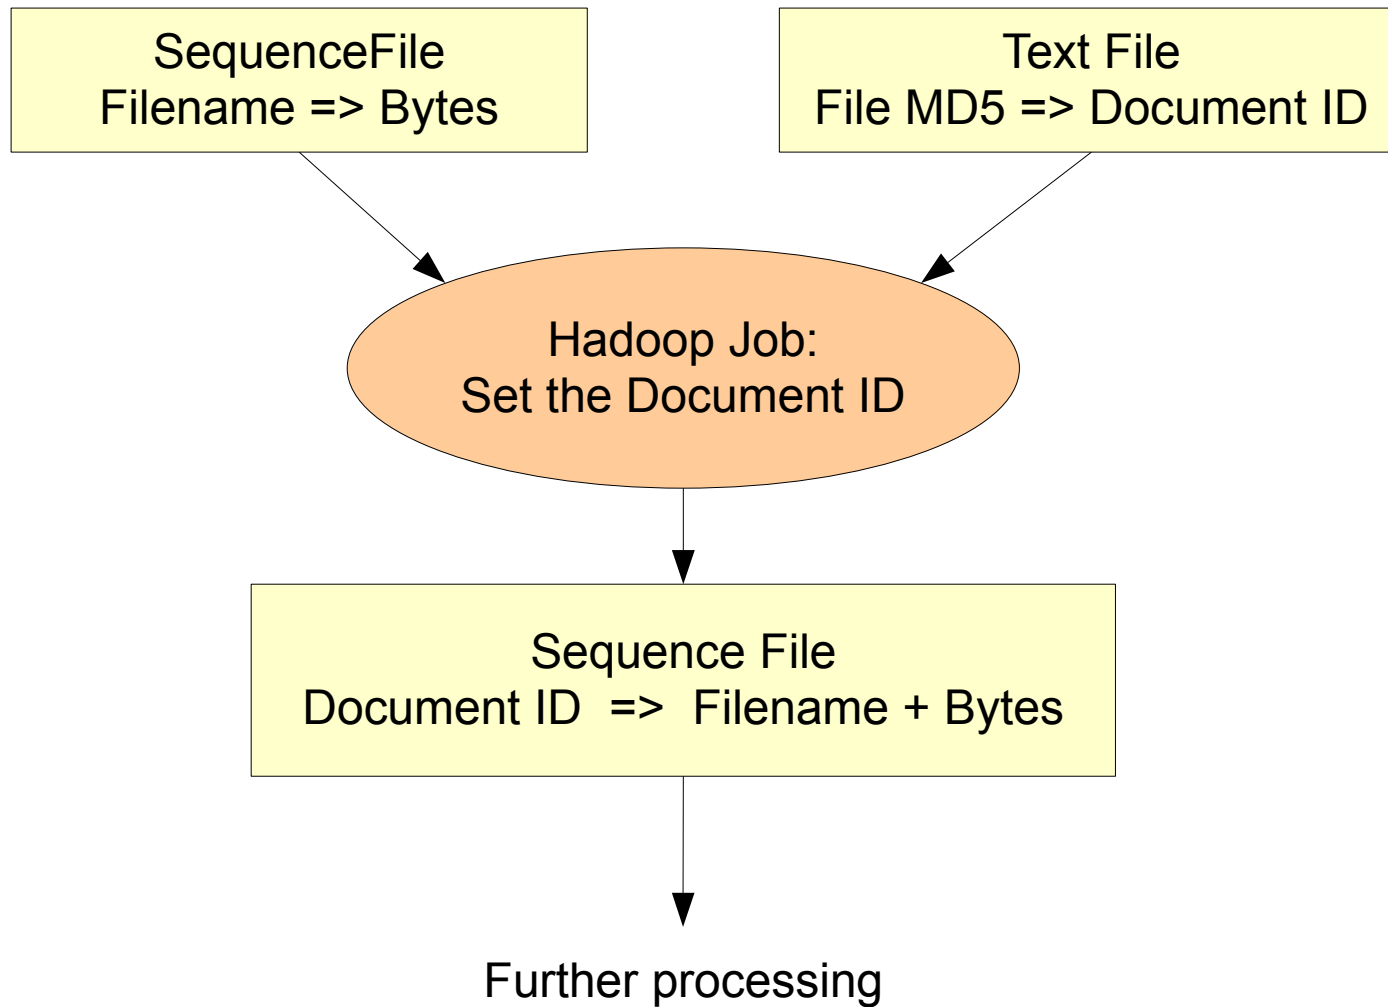 SequenceFile
Filename => Bytes
Text File
File MD5 => Document ID
Hadoop Job:
Set the Document ID
Sequence File
Document ID  =>  Filename + Bytes
Further processing